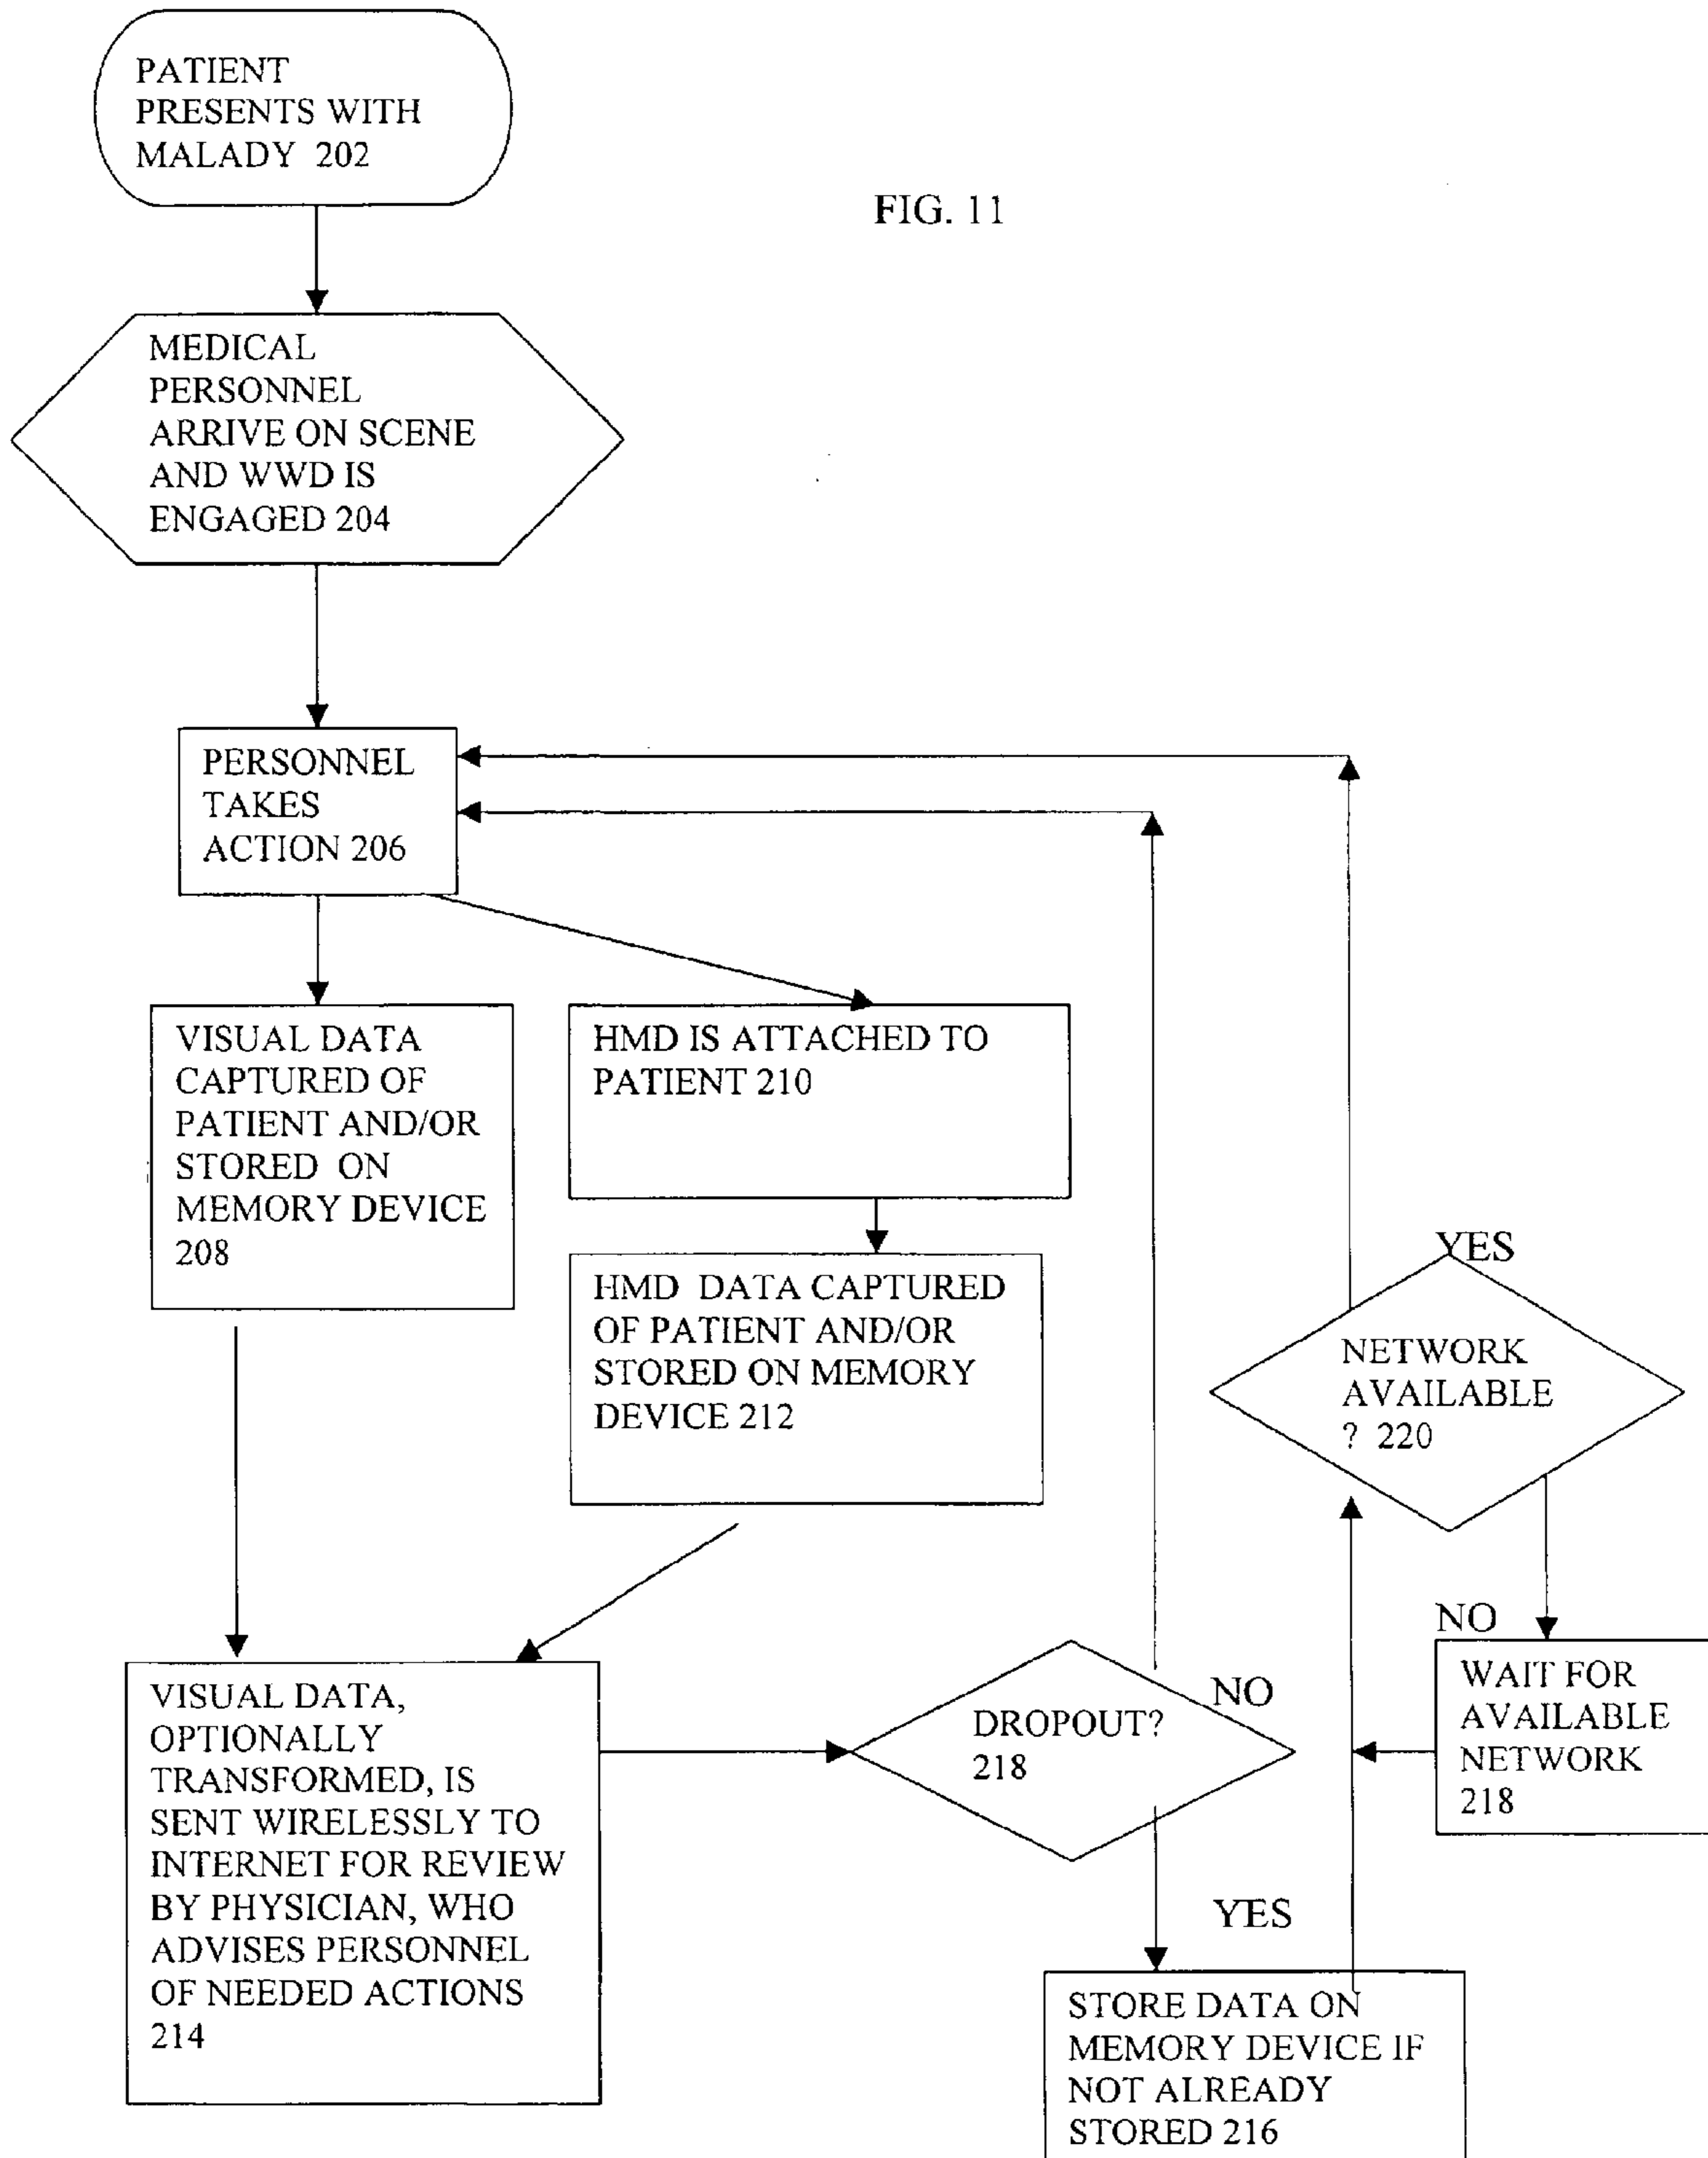 PATIENT
PRESENTS WITH
MALADY 202
FIG. 11
MEDICAL
PERSONNEL
ARRIVE ON SCENE
AND WWD IS
ENGAGED 204
PERSONNEL
TAKES
ACTION 206
VISUAL DATA
CAPTURED OF
PATIENT AND/OR
STORED ON
MEMORY DEVICE
208
HMD IS ATTACHED TO
PATIENT 210
HMD DATA CAPTURED
OF PATIENT AND/OR
STORED ON MEMORY
DEVICE 212
YES
NETWORK
AVAILABLE
? 220
NO
WAIT FOR
AVAILABLE
NETWORK
218
VISUAL DATA,
OPTIONALLY
TRANSFORMED, IS
SENT WIRELESSLY TO
INTERNET FOR REVIEW
BY PHYSICIAN, WHO
ADVISES PERSONNEL
OF NEEDED ACTIONS
214
DROPOUT?
218
NO
YES
STORE DATA ON
MEMORY DEVICE IF
NOT ALREADY
STORED 216